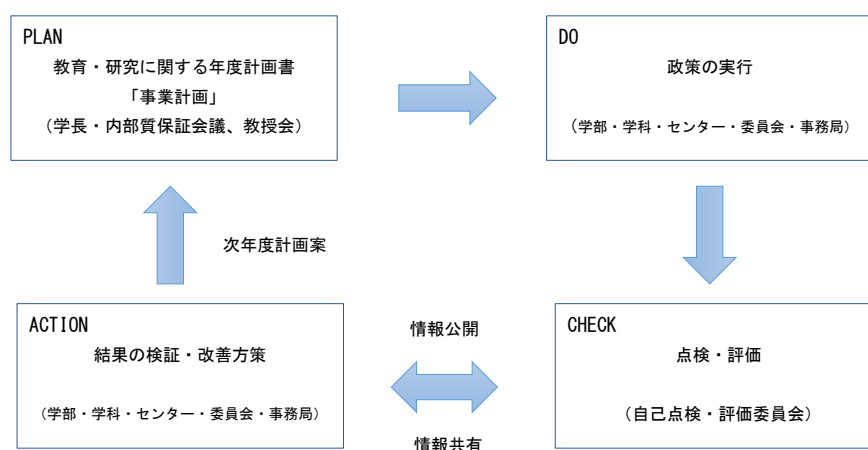 PLAN
教育・研究に関する年度計画書
「事業計画」
（学長・内部質保証会議、教授会）
DO
政策の実行
（学部・学科・センター・委員会・事務局）
次年度計画案
ACTION
結果の検証・改善方策
（学部・学科・センター・委員会・事務局）
情報公開
情報共有
CHECK
点検・評価
（自己点検・評価委員会）